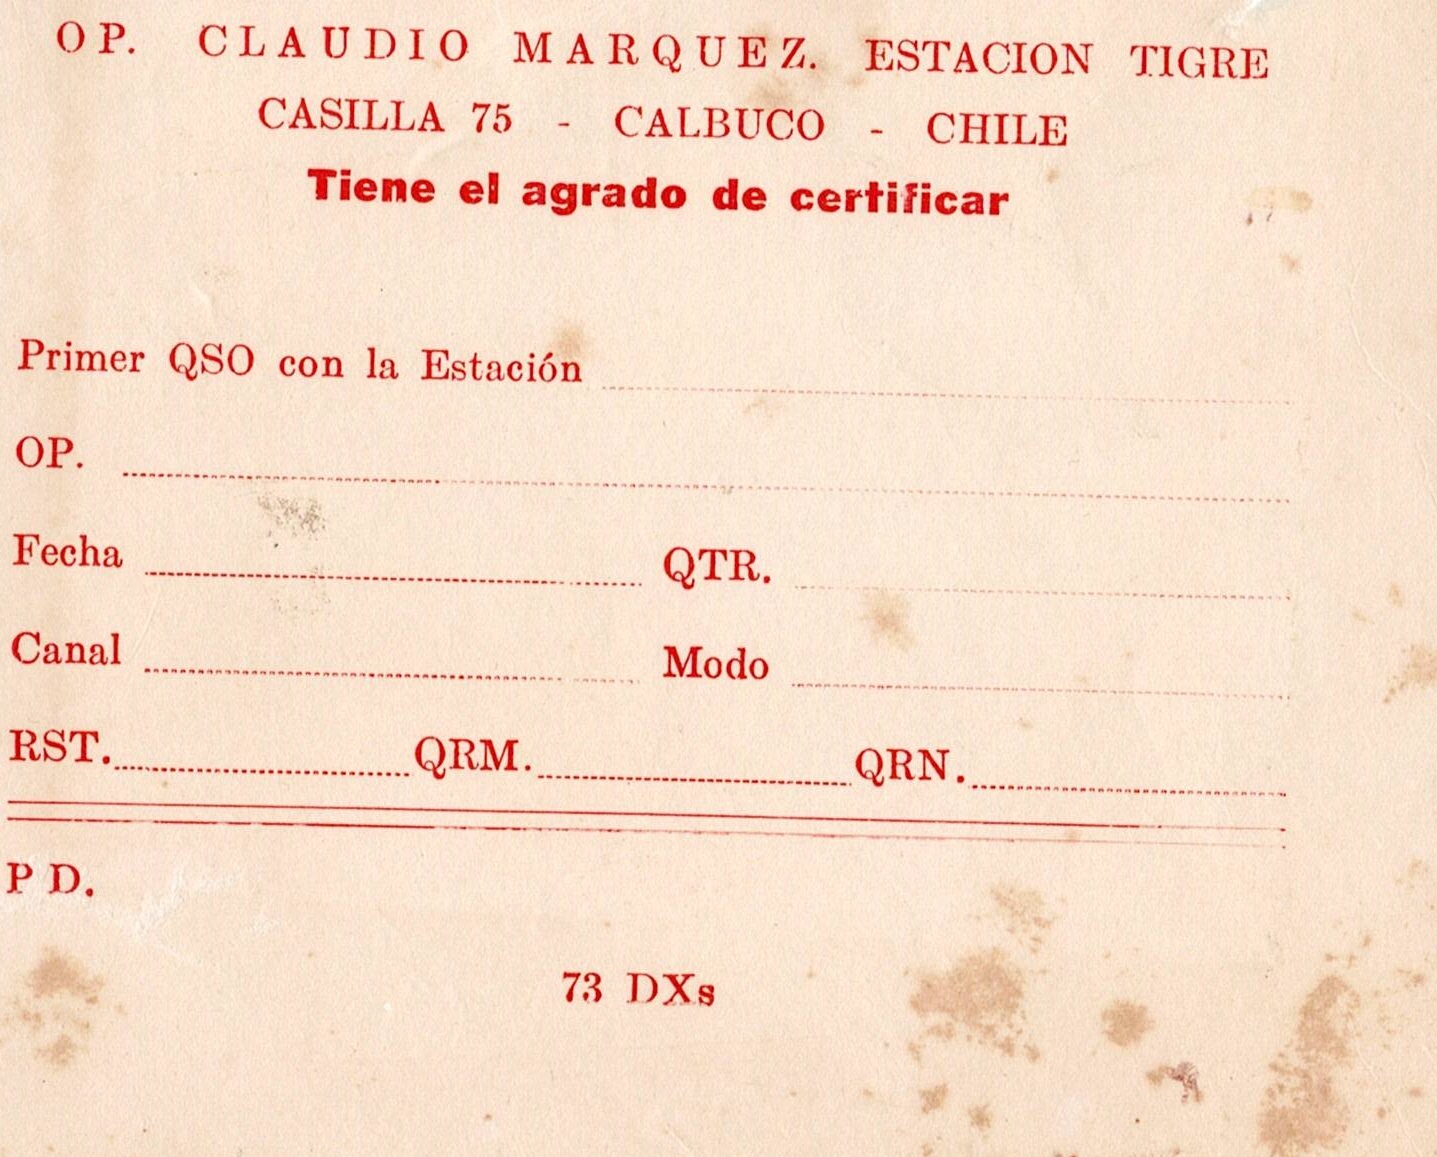 OP. CLAUDIO MARQUEZ. ESTACION TIGRE
CASILLA 75 - CALBUCO - CHILE
Tiene el agrado de certificar
Primer QSO con la Estación
OP.
Fecha QTR.
Canal Modo
RST. QRM. QRN.
P D.
73 DXs